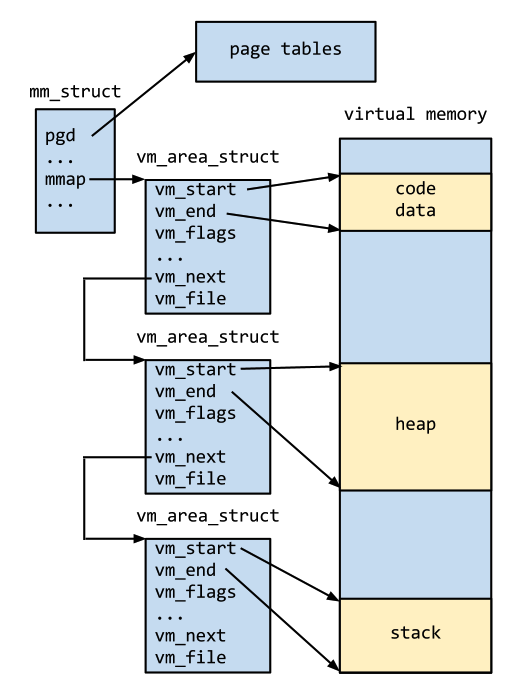 page tables
mm_struct
pgd
...
mmap
...
virtual memory
vm_area_struct
vm_start
vm_end
vm_flags
...
vm_next
vm_file
code
data
vm_area_struct
vm_start
vm_end
vm_flags
...
vm_next
vm_file
heap
vm_area_struct
vm_start
vm_end
vm_flags
...
vm_next
vm_file
stack